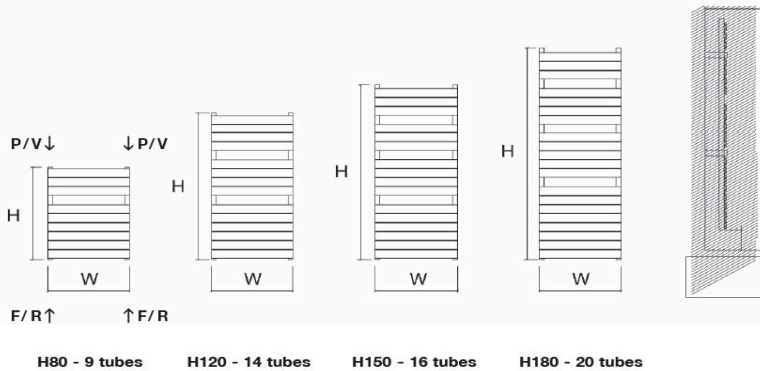 P/V↓ ↓P/V
H
H
H
H
W
W
W
W
F/R↑ ↑F/R
H80 - 9 tubes
H120 - 14 tubes
H150 - 16 tubes
H180 - 20 tubes